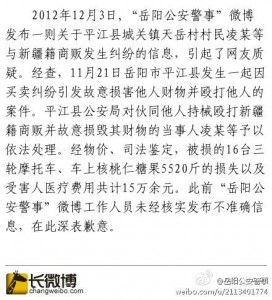 2012年12月3日，“岳阳公安警事”微博
发布一则关于平江县城关镇天岳村村民凌某等
与新疆籍商贩发生纠纷的信息，引起了网友质
疑。经查，11月21日岳阳市平江县发生一起因
买卖纠纷引发故意损害他人财物并殴打他人的
案件。平江县公安局对伙同他人持械殴打新疆
籍商贩并故意损毁其财物的当事人凌某等予以
依法处理。经物价、司法鉴定，被损的16台三
轮摩托车、车上核桃仁糖果5520斤的损失以及
受害人医疗费用共计15万余元。此前“岳阳公
安警事”微博工作人员未经核实发布不准确信
息，在此深表歉意。
长微博
changweibo.com
@岳阳公安警事
weibo.com/u/2113401774